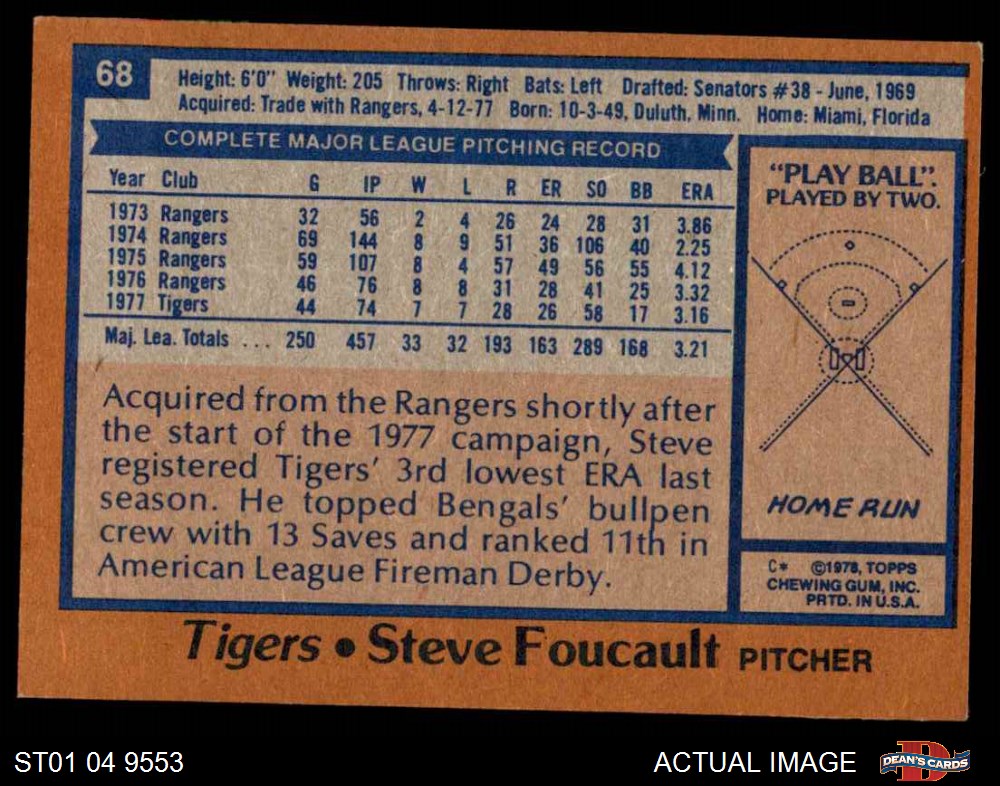 68
Height: 6'0" Weight: 205 Throws: Right Bats: Left Drafted: Senators #38 - June, 1969
Acquired: Trade with Rangers, 4-12-77 Born: 10-3-49, Duluth, Minn. Home: Miami, Florida
COMPLETE MAJOR LEAGUE PITCHING RECORD
Year Club G IP W L R ER SO BB ERA
1973 Rangers 32 56 2 4 26 24 28 31 3.86
1974 Rangers 69 144 8 9 51 36 106 40 2.25
1975 Rangers 59 107 8 4 57 49 56 55 4.12
1976 Rangers 46 76 8 8 31 28 41 25 3.32
1977 Tigers 44 74 7 7 28 26 58 17 3.16
Maj. Lea. Totals ... 250 457 33 32 193 163 289 168 3.21
Acquired from the Rangers shortly after
the start of the 1977 campaign, Steve
registered Tigers' 3rd lowest ERA last
season. He topped Bengals' bullpen
crew with 13 Saves and ranked 11th in
American League Fireman Derby.
"PLAY BALL".
PLAYED BY TWO.
HOME RUN
C* ©1978, TOPPS
CHEWING GUM, INC.
PRTD. IN U.S.A.
Tigers • Steve Foucault PITCHER
ST01 04 9553
ACTUAL IMAGE
D
DEAN'S CARDS